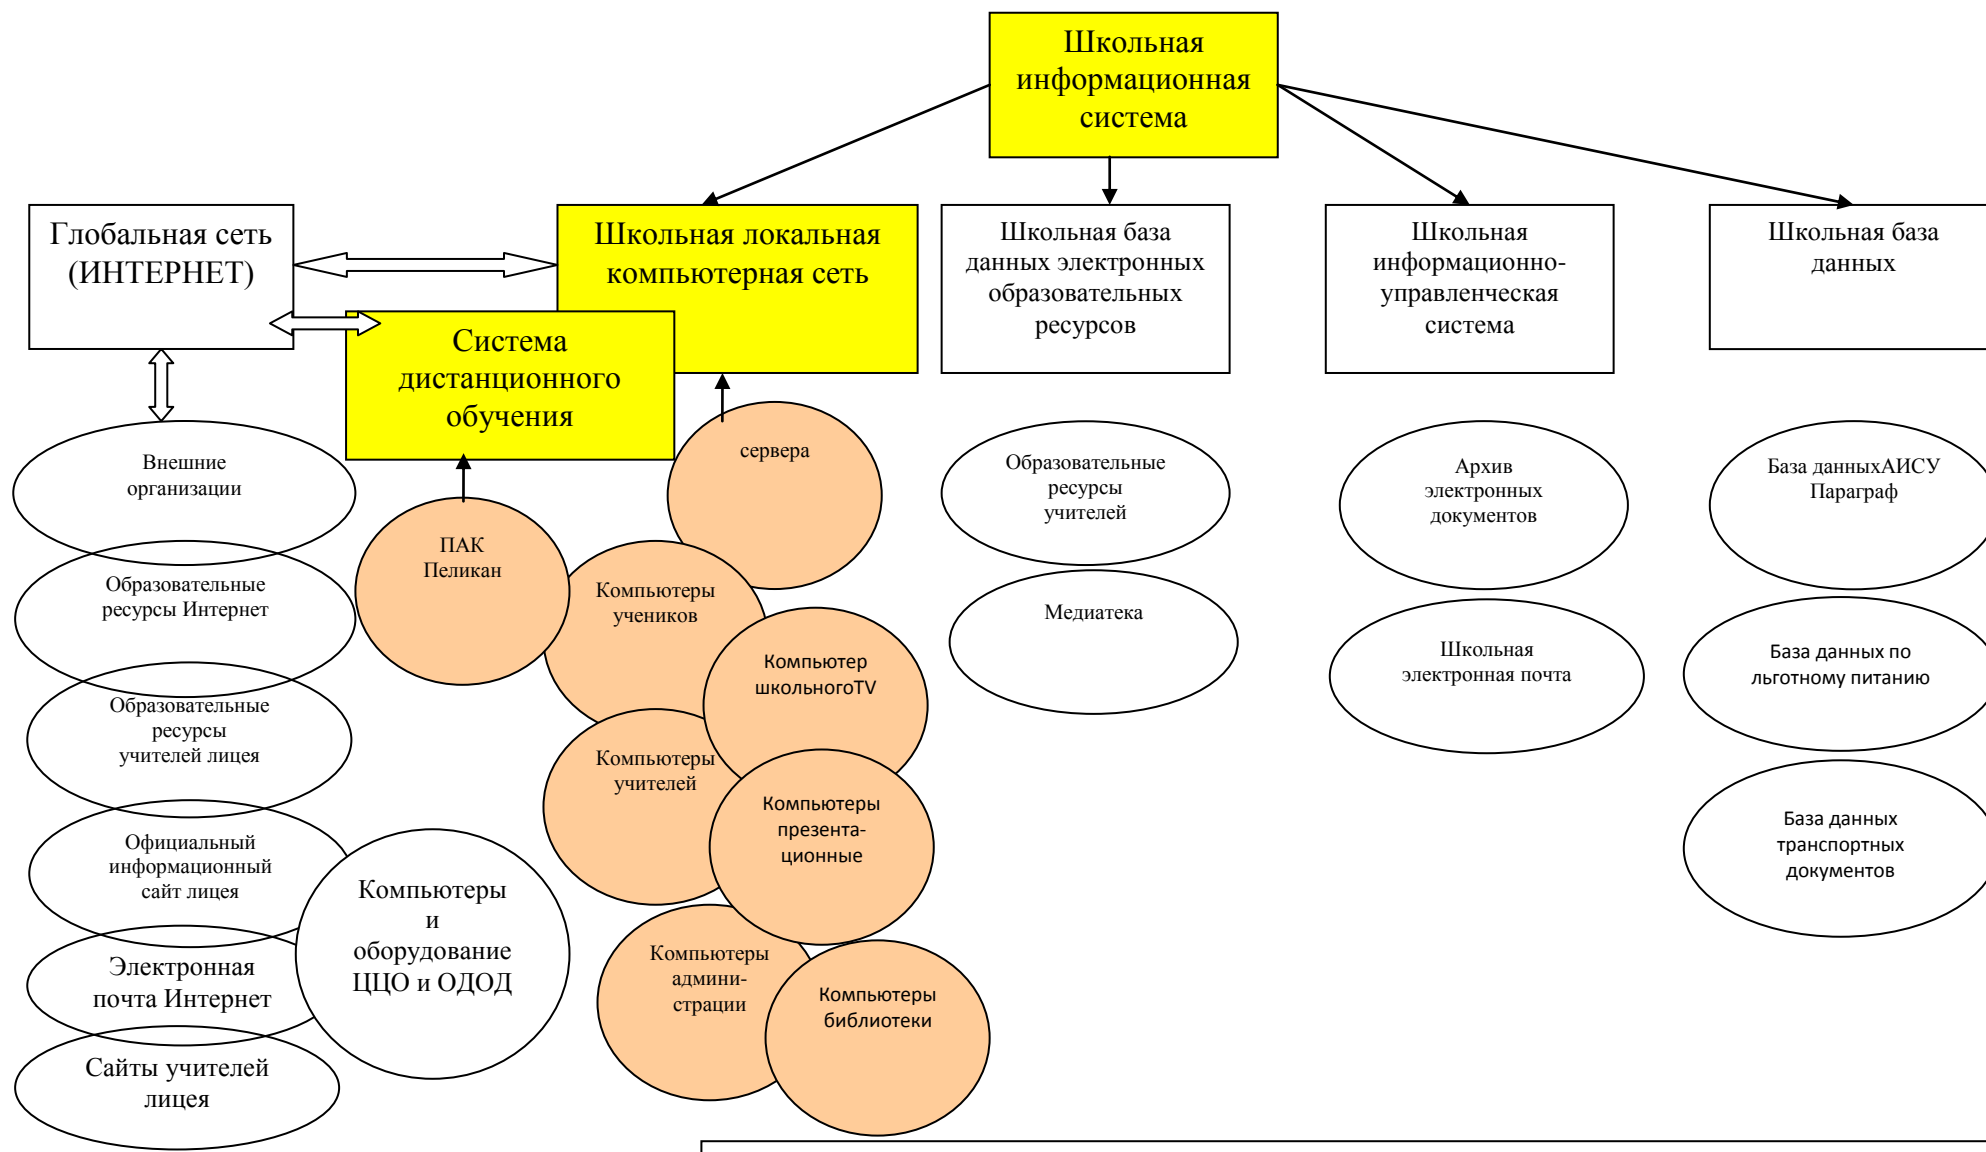 Школьная
информационная
система
Глобальная сеть
(ИНТЕРНЕТ)
Школьная локальная
компьютерная сеть
Школьная база
данных электронных
образовательных
ресурсов
Школьная
информационно-
управленческая
система
Школьная база
данных
Система
дистанционного
обучения
Внешние
организации
Образовательные
ресурсы Интернет
Образовательные
ресурсы
учителей лицея
Официальный
информационный
сайт лицея
Электронная
почта Интернет
Сайты учителей
лицея
Компьютеры
и
оборудование
ЦЦО и ОДОД
ПАК
Пеликан
сервера
Компьютеры
учеников
Компьютер
школьногоTV
Компьютеры
учителей
Компьютеры
презента-
ционные
Компьютеры
админи-
страции
Компьютеры
библиотеки
Образовательные
ресурсы
учителей
Медиатека
Архив
электронных
документов
Школьная
электронная почта
База данныхАИСУ
Параграф
База данных по
льготному питанию
База данных
транспортных
документов